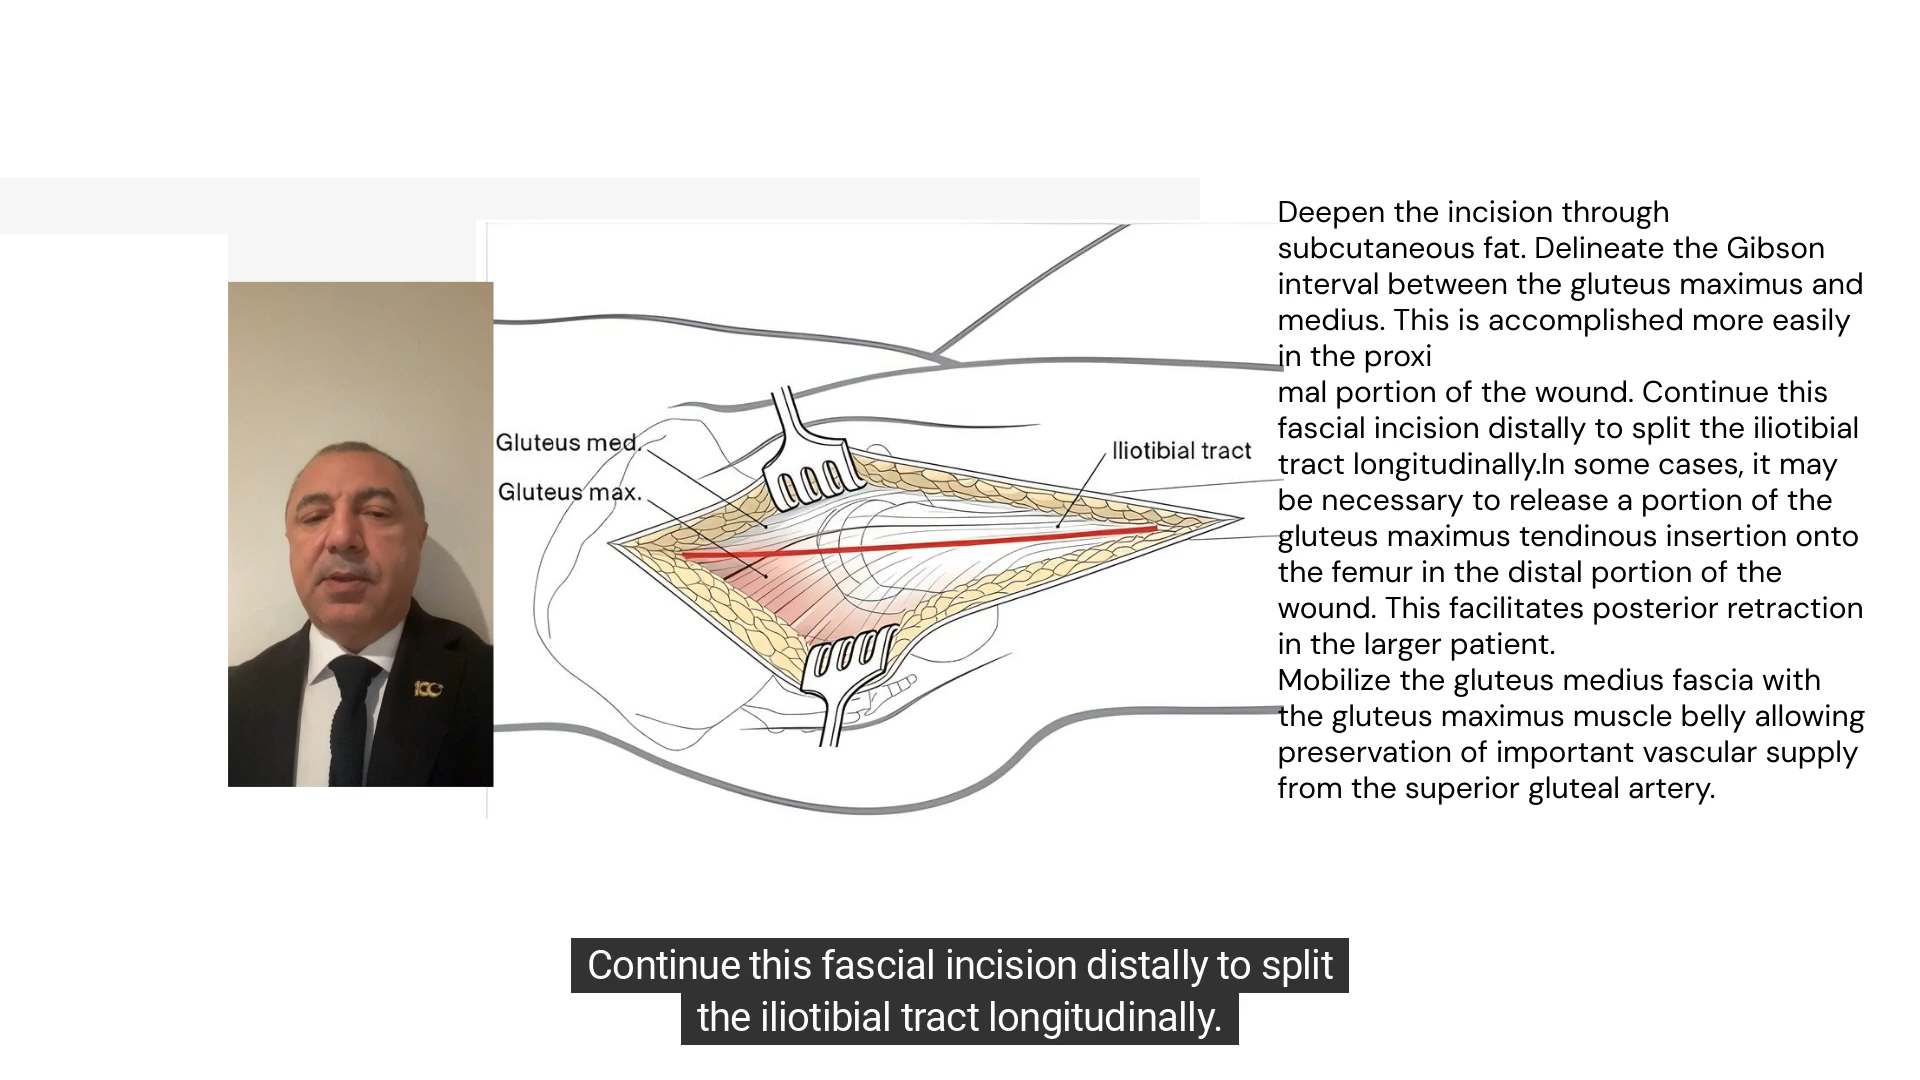 Deepen the incision through
subcutaneous fat. Delineate the Gibson
interval between the gluteus maximus and
medius. This is accomplished more easily
in the proxi
mal portion of the wound. Continue this
fascial incision distally to split the iliotibial
tract longitudinally.In some cases, it may
be necessary to release a portion of the
gluteus maximus tendinous insertion onto
the femur in the distal portion of the
wound. This facilitates posterior retraction
in the larger patient.
Mobilize the gluteus medius fascia with
the gluteus maximus muscle belly allowing
preservation of important vascular supply
from the superior gluteal artery.
Gluteus med.
Gluteus max.
Iliotibial tract
100
Continue this fascial incision distally to split
the iliotibial tract longitudinally.